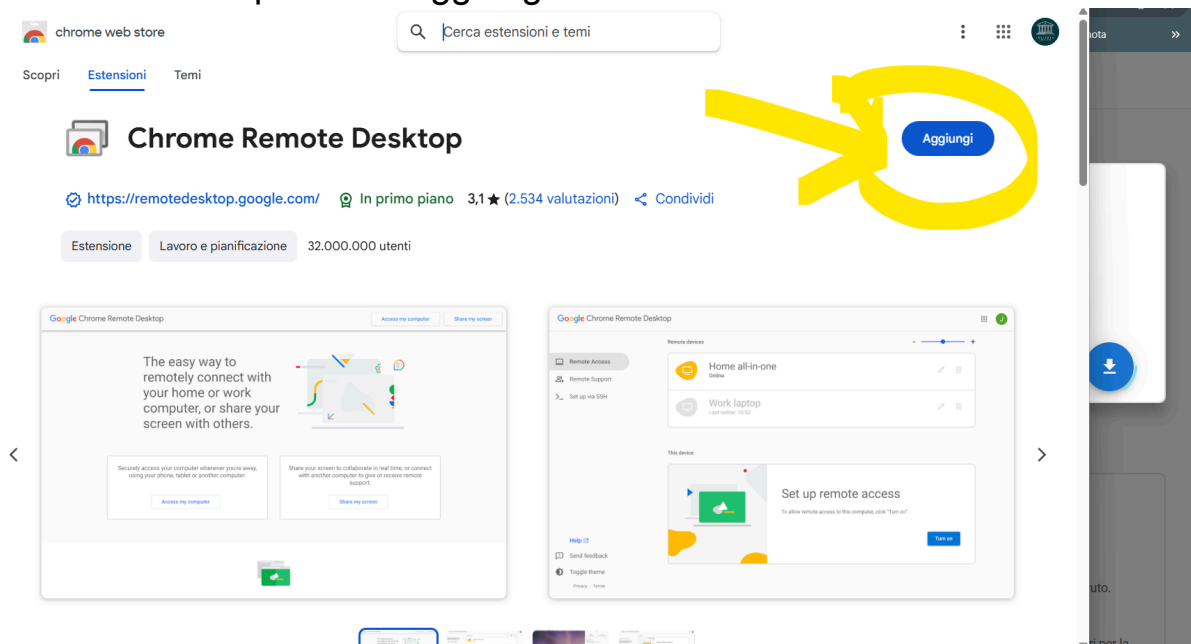 chrome web store
Cerca estensioni e temi
nota
Scopri Estensioni Temi
Chrome Remote Desktop
Aggiungi
https://remotedesktop.google.com/ In primo piano 3,1 ★ (2.534 valutazioni) Condividi
Estensione Lavoro e pianificazione 32.000.000 utenti
Google Chrome Remote Desktop
Access my computer Share my screen
The easy way to
remotely connect with
your home or work
computer, or share your
screen with others.
Securely access your computer whenever you're away,
using your phone, tablet or another computer.
Access my computer
Share your screen to collaborate in real time, or connect
with another computer to give or receive remote
support.
Share my screen
Google Chrome Remote Desktop
J
Remote Access
Remote Support
Set up via SSH
Remote devices
Home all-in-one
Online
Work laptop
This device
Set up remote access
To allow remote access to this computer, click "Turn on".
Turn on
Help
Send feedback
Toggle theme
Privacy · Terms
uto.